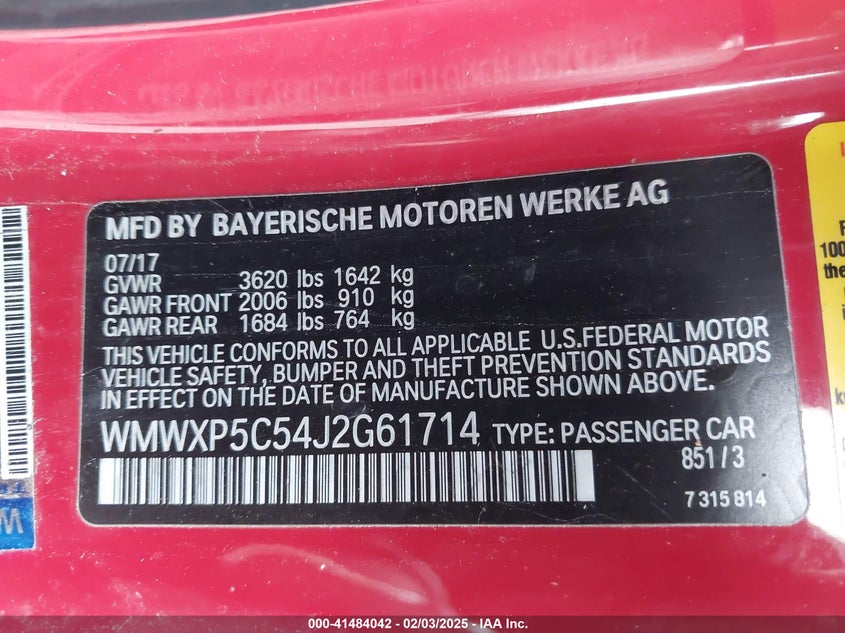 MFD BY BAYERISCHE MOTOREN WERKE AG
07/17
GVWR 3620 lbs 1642 kg
GAWR FRONT 2006 lbs 910 kg
GAWR REAR 1684 lbs 764 kg
THIS VEHICLE CONFORMS TO ALL APPLICABLE U.S.FEDERAL MOTOR
VEHICLE SAFETY, BUMPER AND THEFT PREVENTION STANDARDS
IN EFFECT ON THE DATE OF MANUFACTURE SHOWN ABOVE.
WMWXP5C54J2G61714 TYPE: PASSENGER CAR
851/3
7 315 814
000-41484042 - 02/03/2025 - IAA Inc.